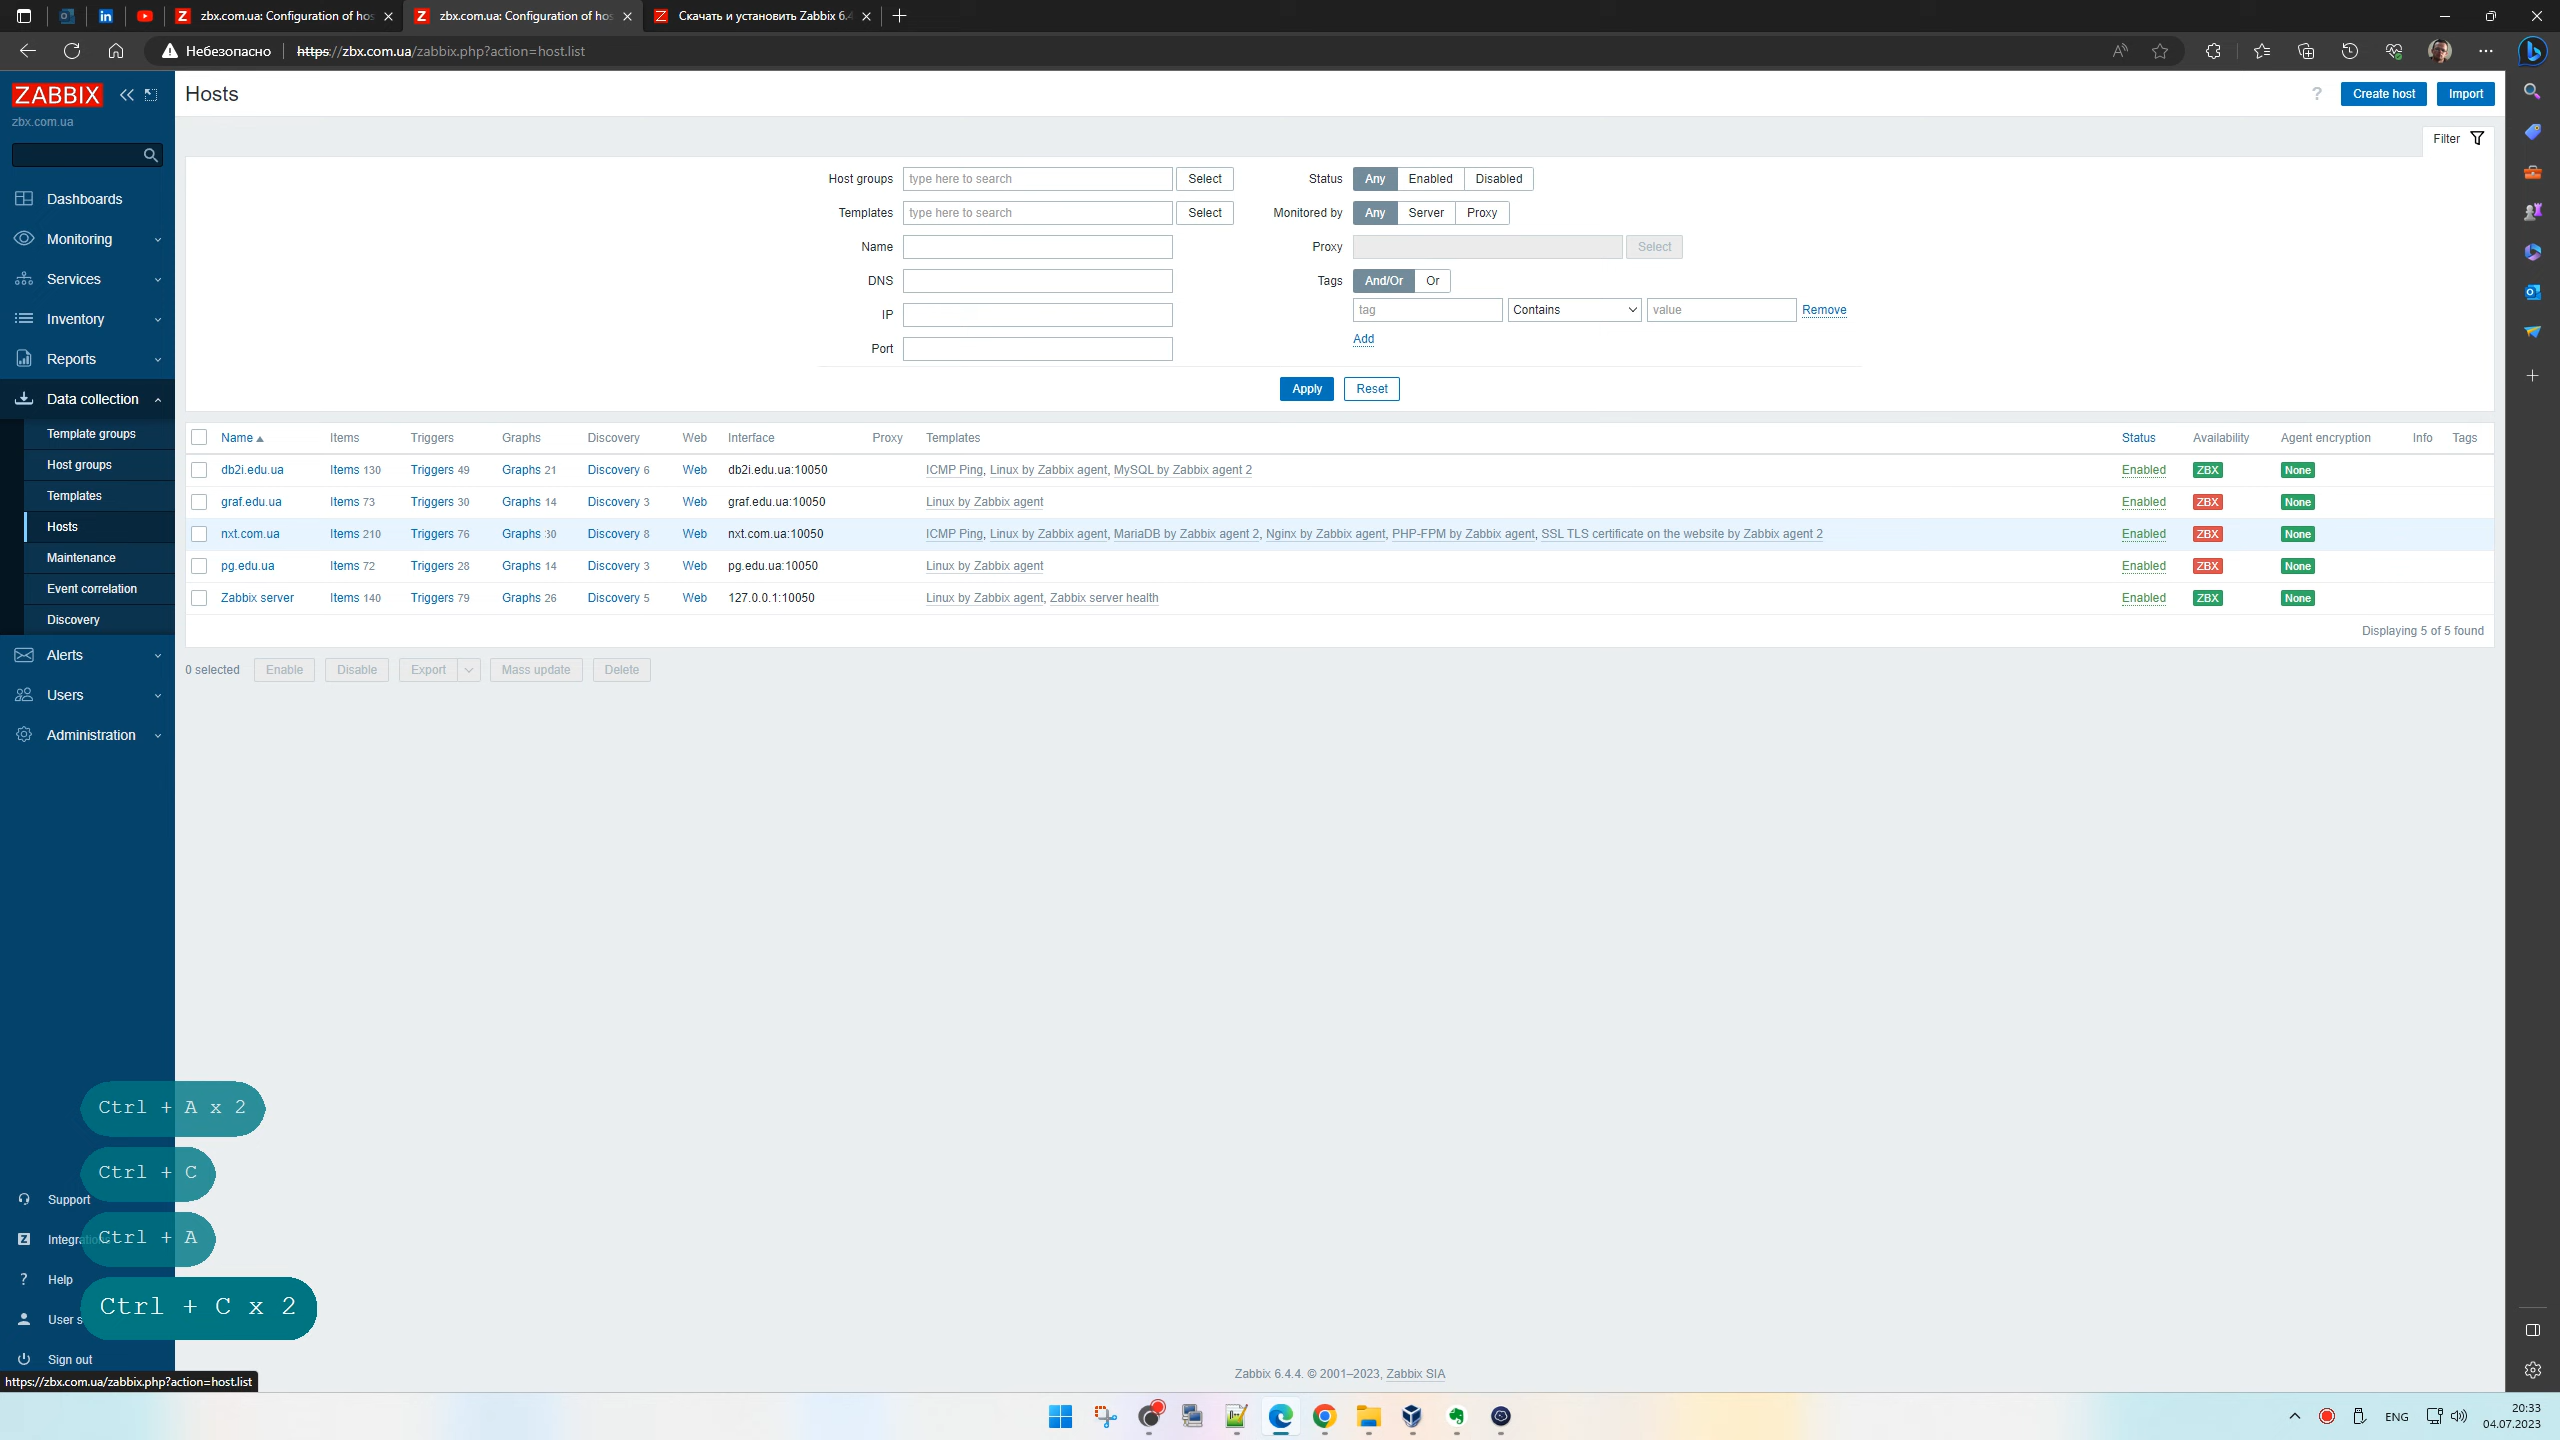 zbx.com.ua: Configuration of hos
zbx.com.ua: Configuration of hos
Скачать и установить Zabbix 6.4
Небезопасно
https://zbx.com.ua/zabbix.php?action=host.list
ZABBIX
zbx.com.ua
Dashboards
Monitoring
Services
Inventory
Reports
Data collection
Template groups
Host groups
Templates
Hosts
Maintenance
Event correlation
Discovery
Alerts
Users
Administration
Support
Integrations
Help
User s
Sign out
Hosts
? Create host Import
Filter
Host groups type here to search Select
Templates type here to search Select
Name
DNS
IP
Port
Status Any Enabled Disabled
Monitored by Any Server Proxy
Proxy Select
Tags And/Or Or
tag Contains value Remove
Add
Apply Reset
Name Items Triggers Graphs Discovery Web Interface Proxy Templates Status Availability Agent encryption Info Tags
db2i.edu.ua Items 130 Triggers 49 Graphs 21 Discovery 6 Web db2i.edu.ua:10050 ICMP Ping, Linux by Zabbix agent, MySQL by Zabbix agent 2 Enabled ZBX None
graf.edu.ua Items 73 Triggers 30 Graphs 14 Discovery 3 Web graf.edu.ua:10050 Linux by Zabbix agent Enabled ZBX None
nxt.com.ua Items 210 Triggers 76 Graphs 30 Discovery 8 Web nxt.com.ua:10050 ICMP Ping, Linux by Zabbix agent, MariaDB by Zabbix agent 2, Nginx by Zabbix agent, PHP-FPM by Zabbix agent, SSL TLS certificate on the website by Zabbix agent 2 Enabled ZBX None
pg.edu.ua Items 72 Triggers 28 Graphs 14 Discovery 3 Web pg.edu.ua:10050 Linux by Zabbix agent Enabled ZBX None
Zabbix server Items 140 Triggers 79 Graphs 26 Discovery 5 Web 127.0.0.1:10050 Linux by Zabbix agent, Zabbix server health Enabled ZBX None
Displaying 5 of 5 found
0 selected Enable Disable Export Mass update Delete
Ctrl + A x 2
Ctrl + C
Ctrl + A
Ctrl + C x 2
https://zbx.com.ua/zabbix.php?action=host.list
Zabbix 6.4.4. © 2001–2023, Zabbix SIA
ENG
20:33
04.07.2023